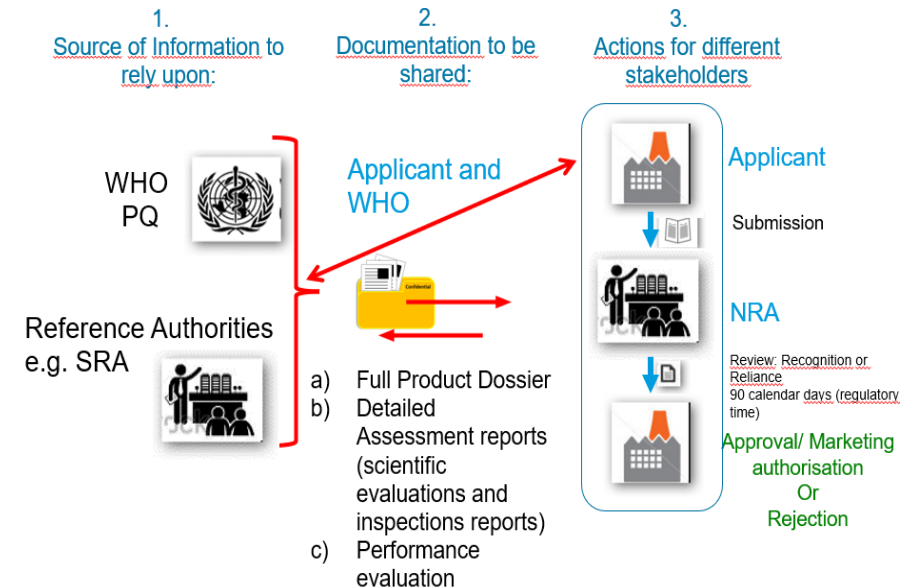 1.
Source of Information to
rely upon:
2.
Documentation to be
shared:
3.
Actions for different
stakeholders
WHO
PQ
Reference Authorities
e.g. SRA
Applicant and
WHO
Confidential
a) Full Product Dossier
b) Detailed
Assessment reports
(scientific
evaluations and
inspections reports)
c) Performance
evaluation
Applicant
Submission
NRA
Review: Recognition or
Reliance
90 calendar days (regulatory
time)
Approval/ Marketing
authorisation
Or
Rejection